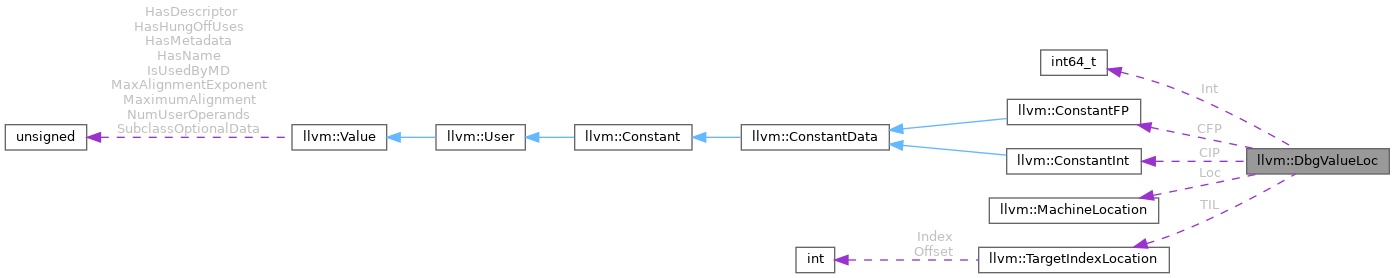 HasDescriptor
HasHungOffUses
HasMetadata
HasName
IsUsedByMD
MaxAlignmentExponent
MaximumAlignment
NumUserOperands
SubclassOptionalData
unsigned
llvm::Value
llvm::User
llvm::Constant
llvm::ConstantData
int64_t
Int
llvm::ConstantFP
CFP
llvm::ConstantInt
CIP
llvm::DbgValueLoc
Loc
llvm::MachineLocation
TIL
Index
Offset
int
llvm::TargetIndexLocation